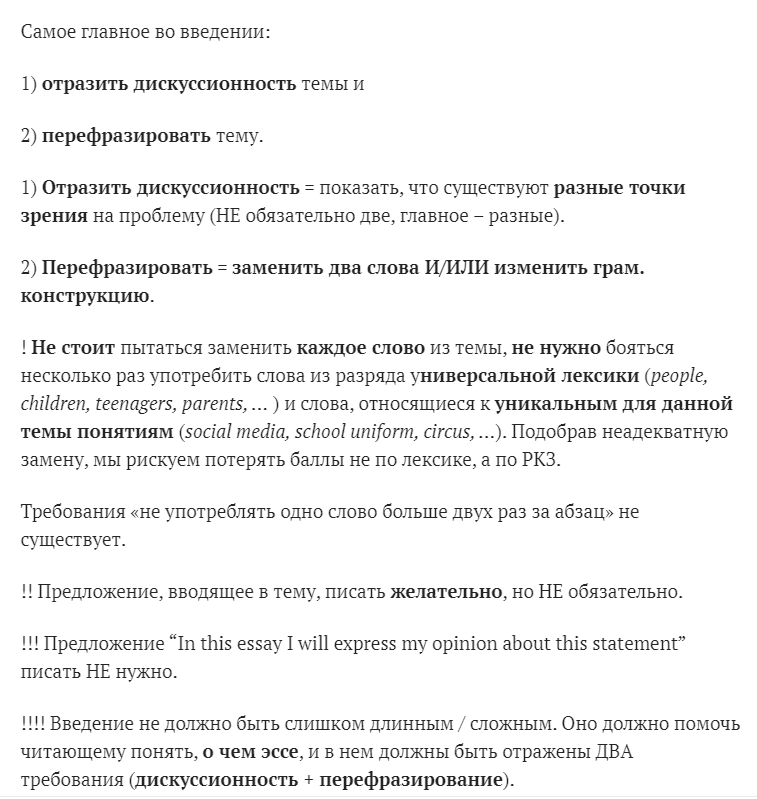 Самое главное во введении:
1) отразить дискуссионность темы и
2) перефразировать тему.
1) Отразить дискуссионность = показать, что существуют разные точки
зрения на проблему (НЕ обязательно две, главное – разные).
2) Перефразировать = заменить два слова И/ИЛИ изменить грам.
конструкцию.
! Не стоит пытаться заменить каждое слово из темы, не нужно бояться
несколько раз употребить слова из разряда универсальной лексики (people,
children, teenagers, parents, … ) и слова, относящиеся к уникальным для данной
темы понятиям (social media, school uniform, circus, …). Подобрав неадекватную
замену, мы рискуем потерять баллы не по лексике, а по РКЗ.
Требования «не употреблять одно слово больше двух раз за абзац» не
существует.
!! Предложение, вводящее в тему, писать желательно, но НЕ обязательно.
!!! Предложение “In this essay I will express my opinion about this statement”
писать НЕ нужно.
!!!! Введение не должно быть слишком длинным / сложным. Оно должно помочь
читающему понять, о чем эссе, и в нем должны быть отражены ДВА
требования (дискуссионность + перефразирование).